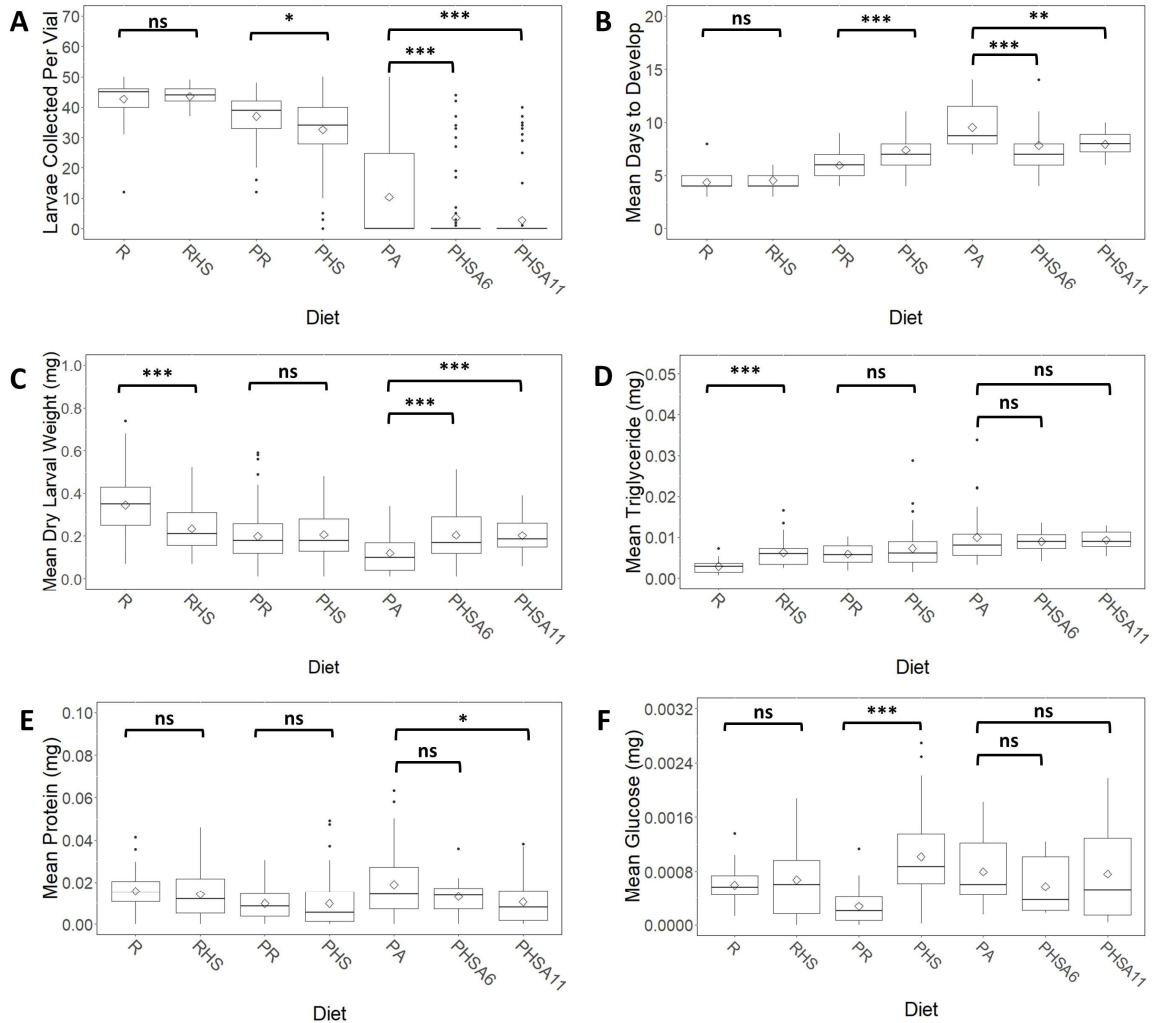 A
Larvae Collected Per Vial
70
60
50
40
30
20
10
0
ns
*
***
***
R
RHS
PR
PHS
PA
PHSA6
PHSA11
Diet
B
Mean Days to Develop
20
15
10
5
0
ns
***
**
***
R
RHS
PR
PHS
PA
PHSA6
PHSA11
Diet
C
Mean Dry Larval Weight (mg)
1.0
0.8
0.6
0.4
0.2
0.0
***
ns
***
***
R
RHS
PR
PHS
PA
PHSA6
PHSA11
Diet
D
Mean Triglyceride (mg)
0.05
0.04
0.03
0.02
0.01
0.00
***
ns
ns
ns
R
RHS
PR
PHS
PA
PHSA6
PHSA11
Diet
E
Mean Protein (mg)
0.10
0.08
0.06
0.04
0.02
0.00
ns
ns
*
ns
R
RHS
PR
PHS
PA
PHSA6
PHSA11
Diet
F
Mean Glucose (mg)
0.0032
0.0024
0.0016
0.0008
0.0000
ns
***
ns
ns
R
RHS
PR
PHS
PA
PHSA6
PHSA11
Diet